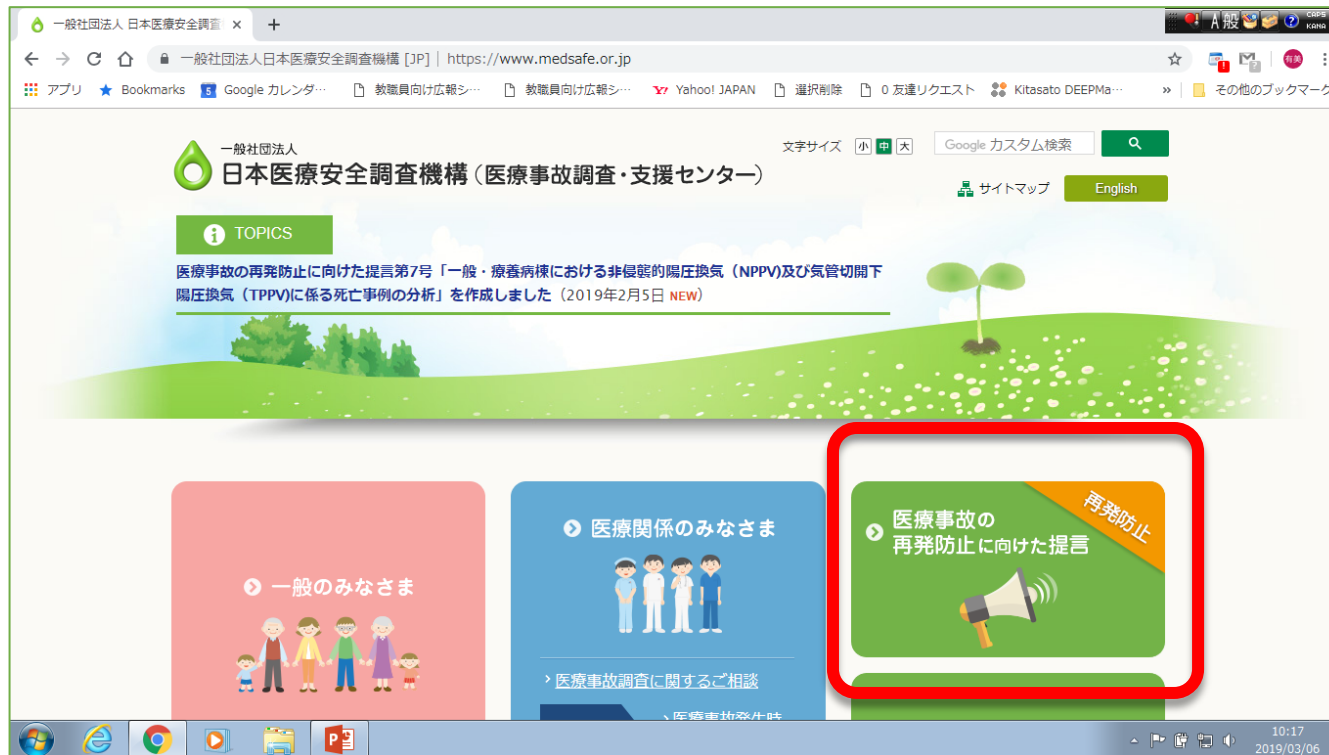 一般社団法人 日本医療安全調査
A 般 CAPS KANA
一般社団法人日本医療安全調査機構 [JP] | https://www.medsafe.or.jp
有美
アプリ Bookmarks 5 Google カレンダ… 教職員向け広報シ… 教職員向け広報シ… Y! Yahoo! JAPAN 選択削除 0 友達リクエスト Kitasato DEEPMa… » その他のブックマーク
一般社団法人
日本医療安全調査機構(医療事故調査・支援センター)
文字サイズ 小 中 大 Google カスタム検索
サイトマップ English
TOPICS
医療事故の再発防止に向けた提言第7号「一般・療養病棟における非侵襲的陽圧換気(NPPV)及び気管切開下
陽圧換気(TPPV)に係る死亡事例の分析」を作成しました(2019年2月5日 NEW)
一般のみなさま
医療関係のみなさま
医療事故調査に関するご相談
医療事故発生時
医療事故の
再発防止に向けた提言
再発防止
10:17
2019/03/06